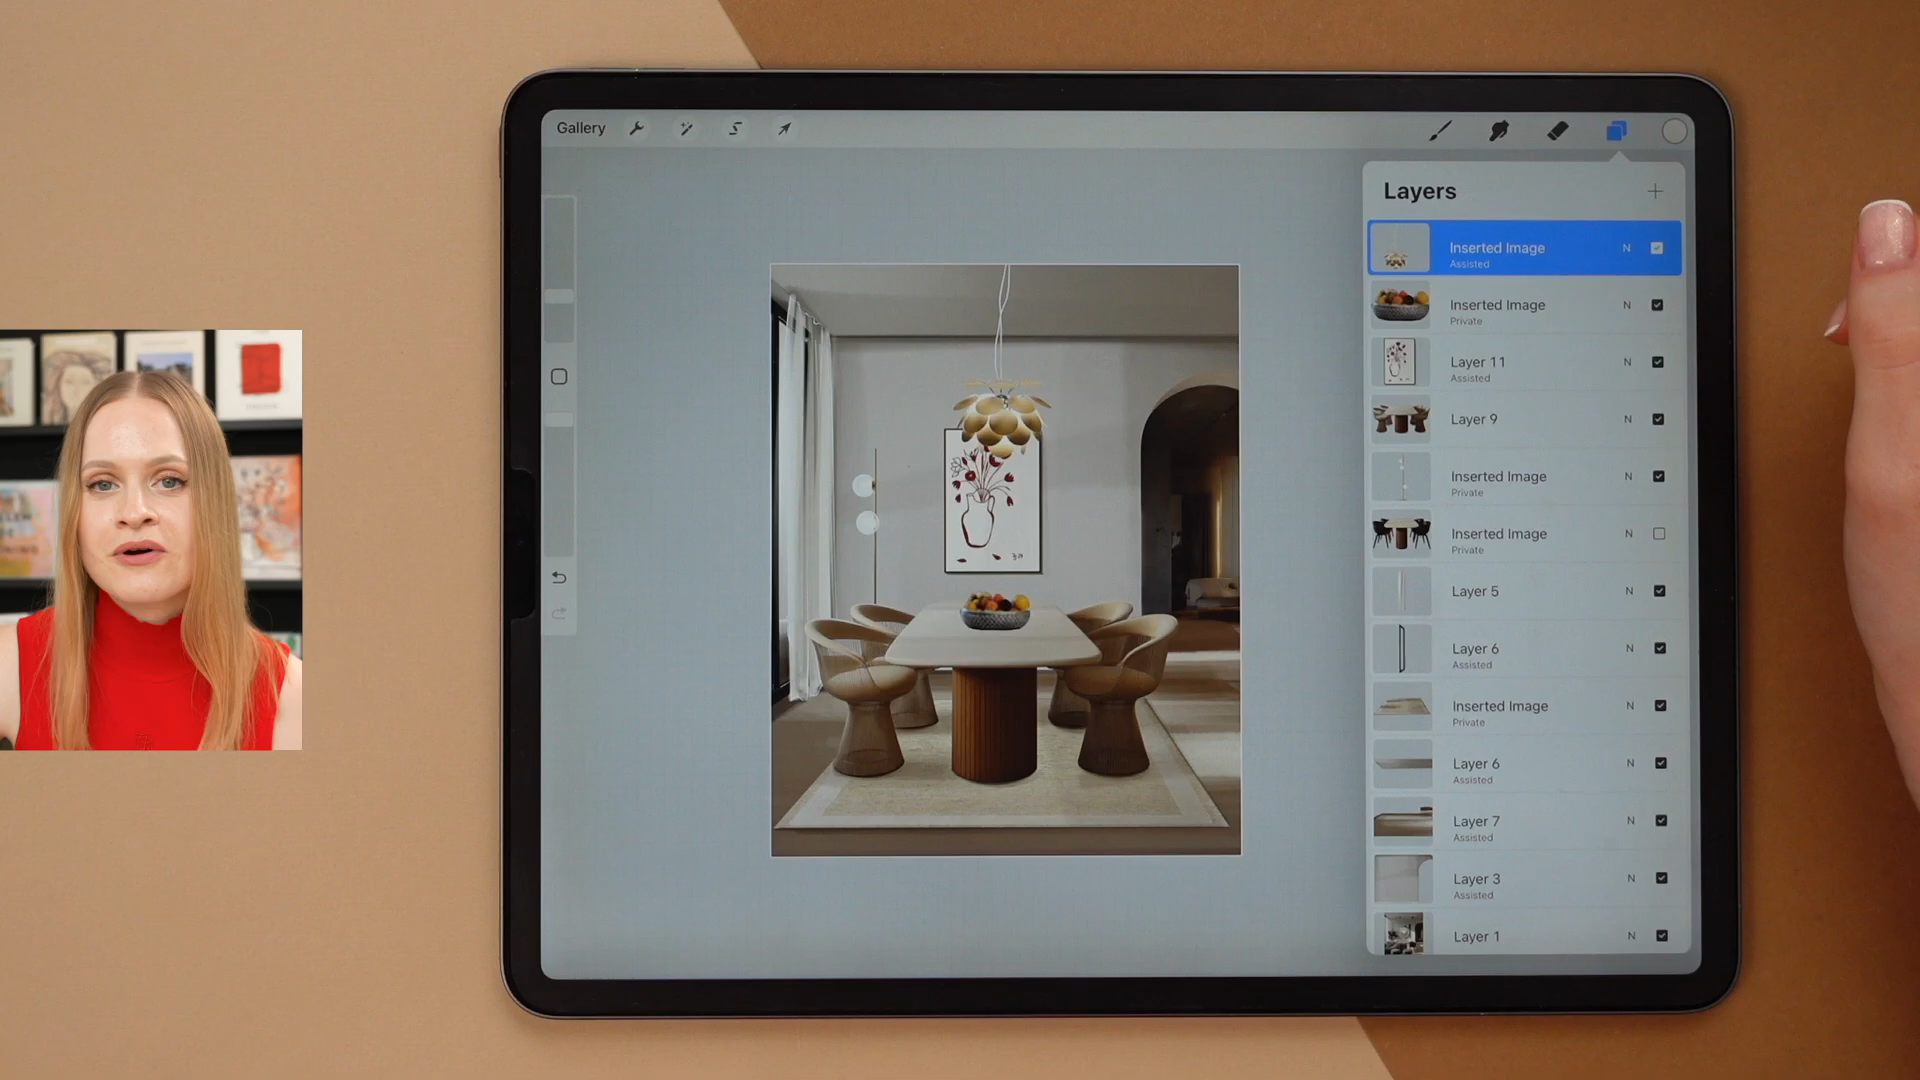 Gallery
Layers
Inserted Image N
Assisted
Inserted Image N
Private
Layer 11 N
Assisted
Layer 9 N
Inserted Image N
Private
Inserted Image N
Private
Layer 5 N
Layer 6 N
Assisted
Inserted Image N
Private
Layer 6 N
Assisted
Layer 7 N
Assisted
Layer 3 N
Assisted
Layer 1 N